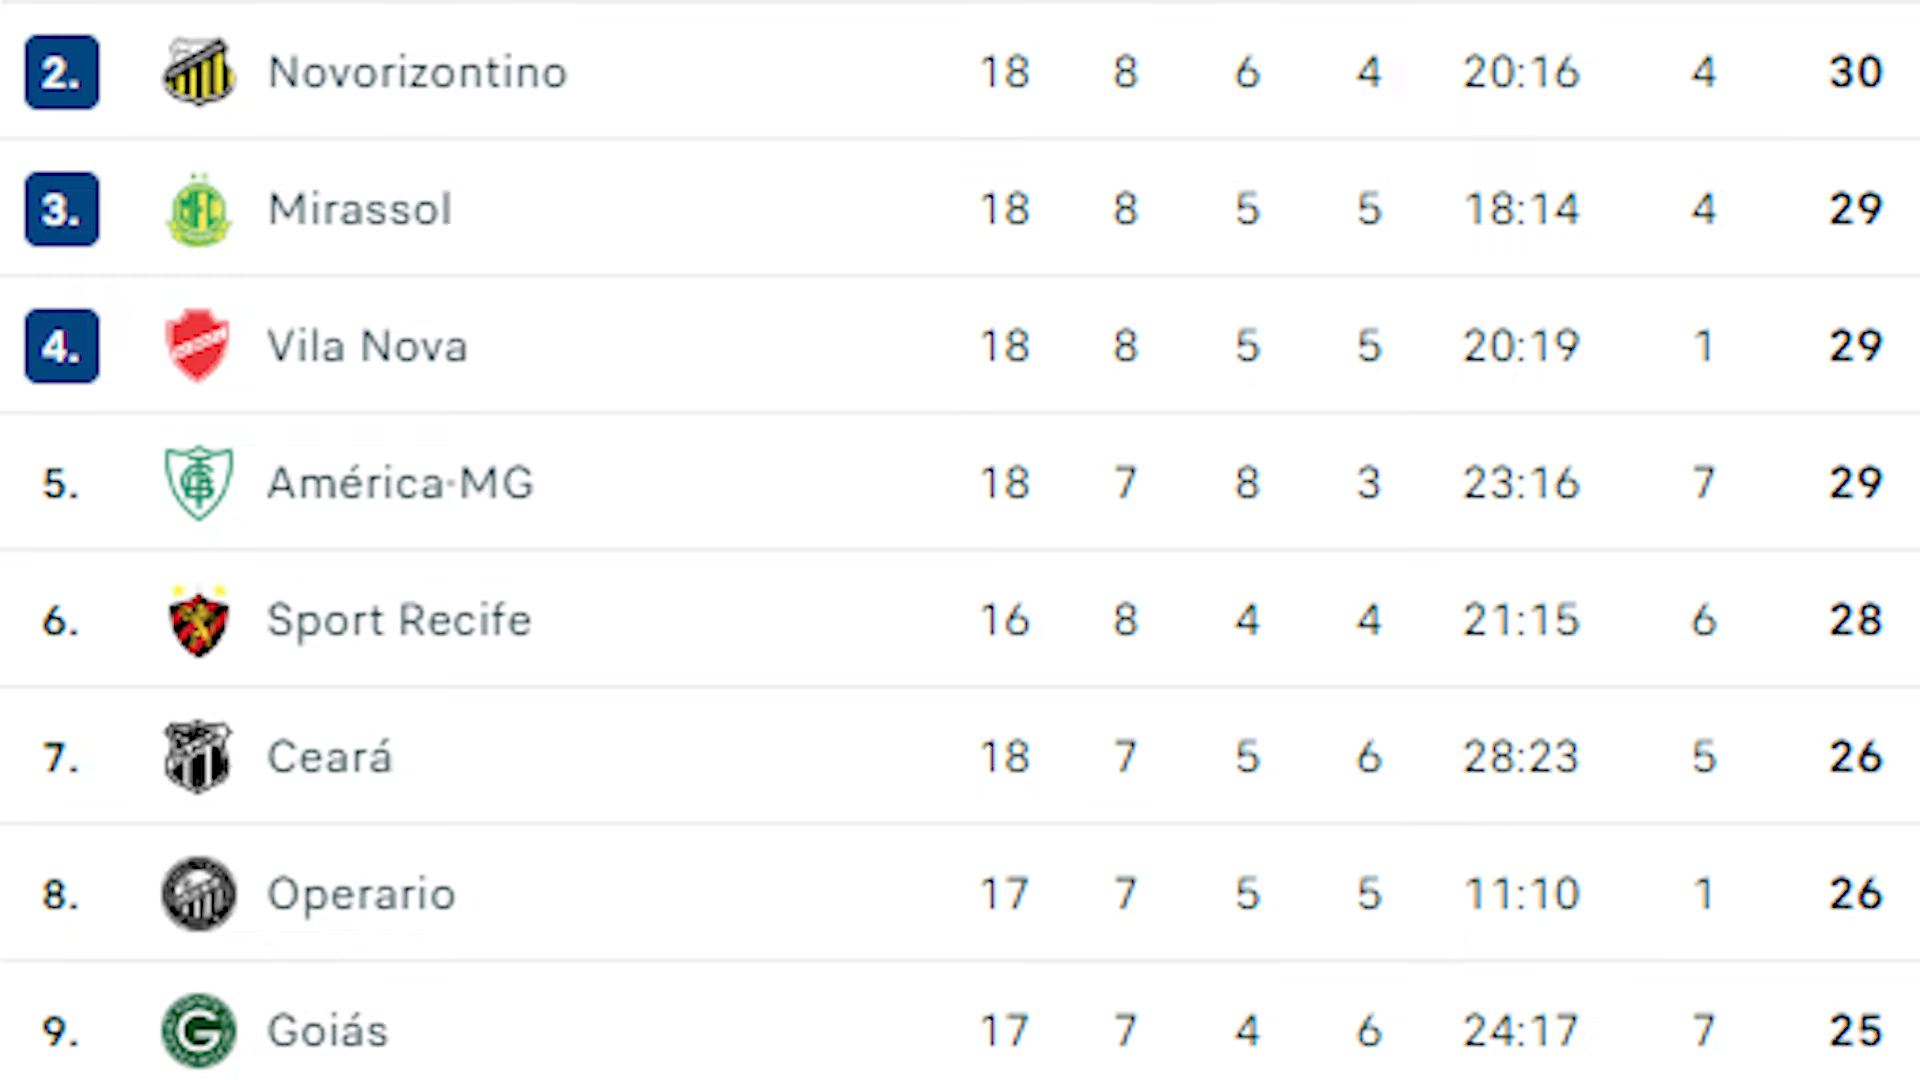 2. Novorizontino 18 8 6 4 20:16 4 30
3. Mirassol 18 8 5 5 18:14 4 29
4. Vila Nova 18 8 5 5 20:19 1 29
5. América-MG 18 7 8 3 23:16 7 29
6. Sport Recife 16 8 4 4 21:15 6 28
7. Ceará 18 7 5 6 28:23 5 26
8. Operario 17 7 5 5 11:10 1 26
9. Goiás 17 7 4 6 24:17 7 25